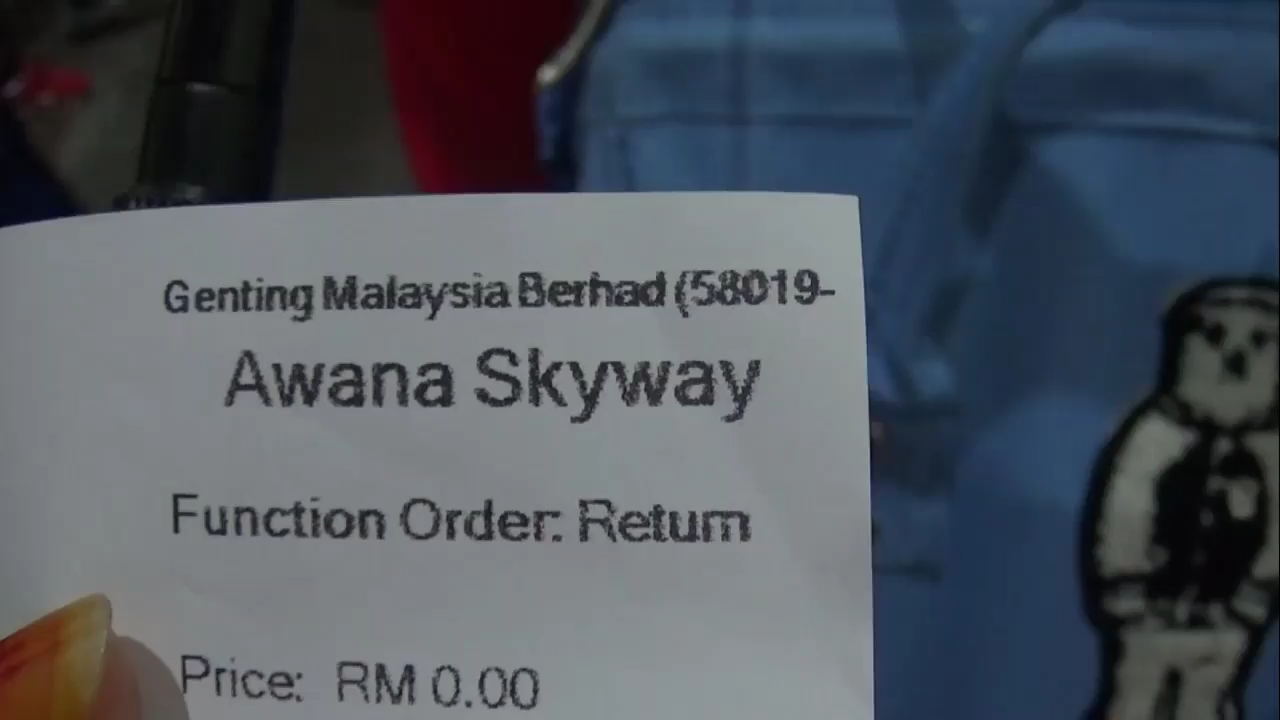 Genting Malaysia Berhad (58019-
Awana Skyway
Function Order: Return
Price: RM 0.00